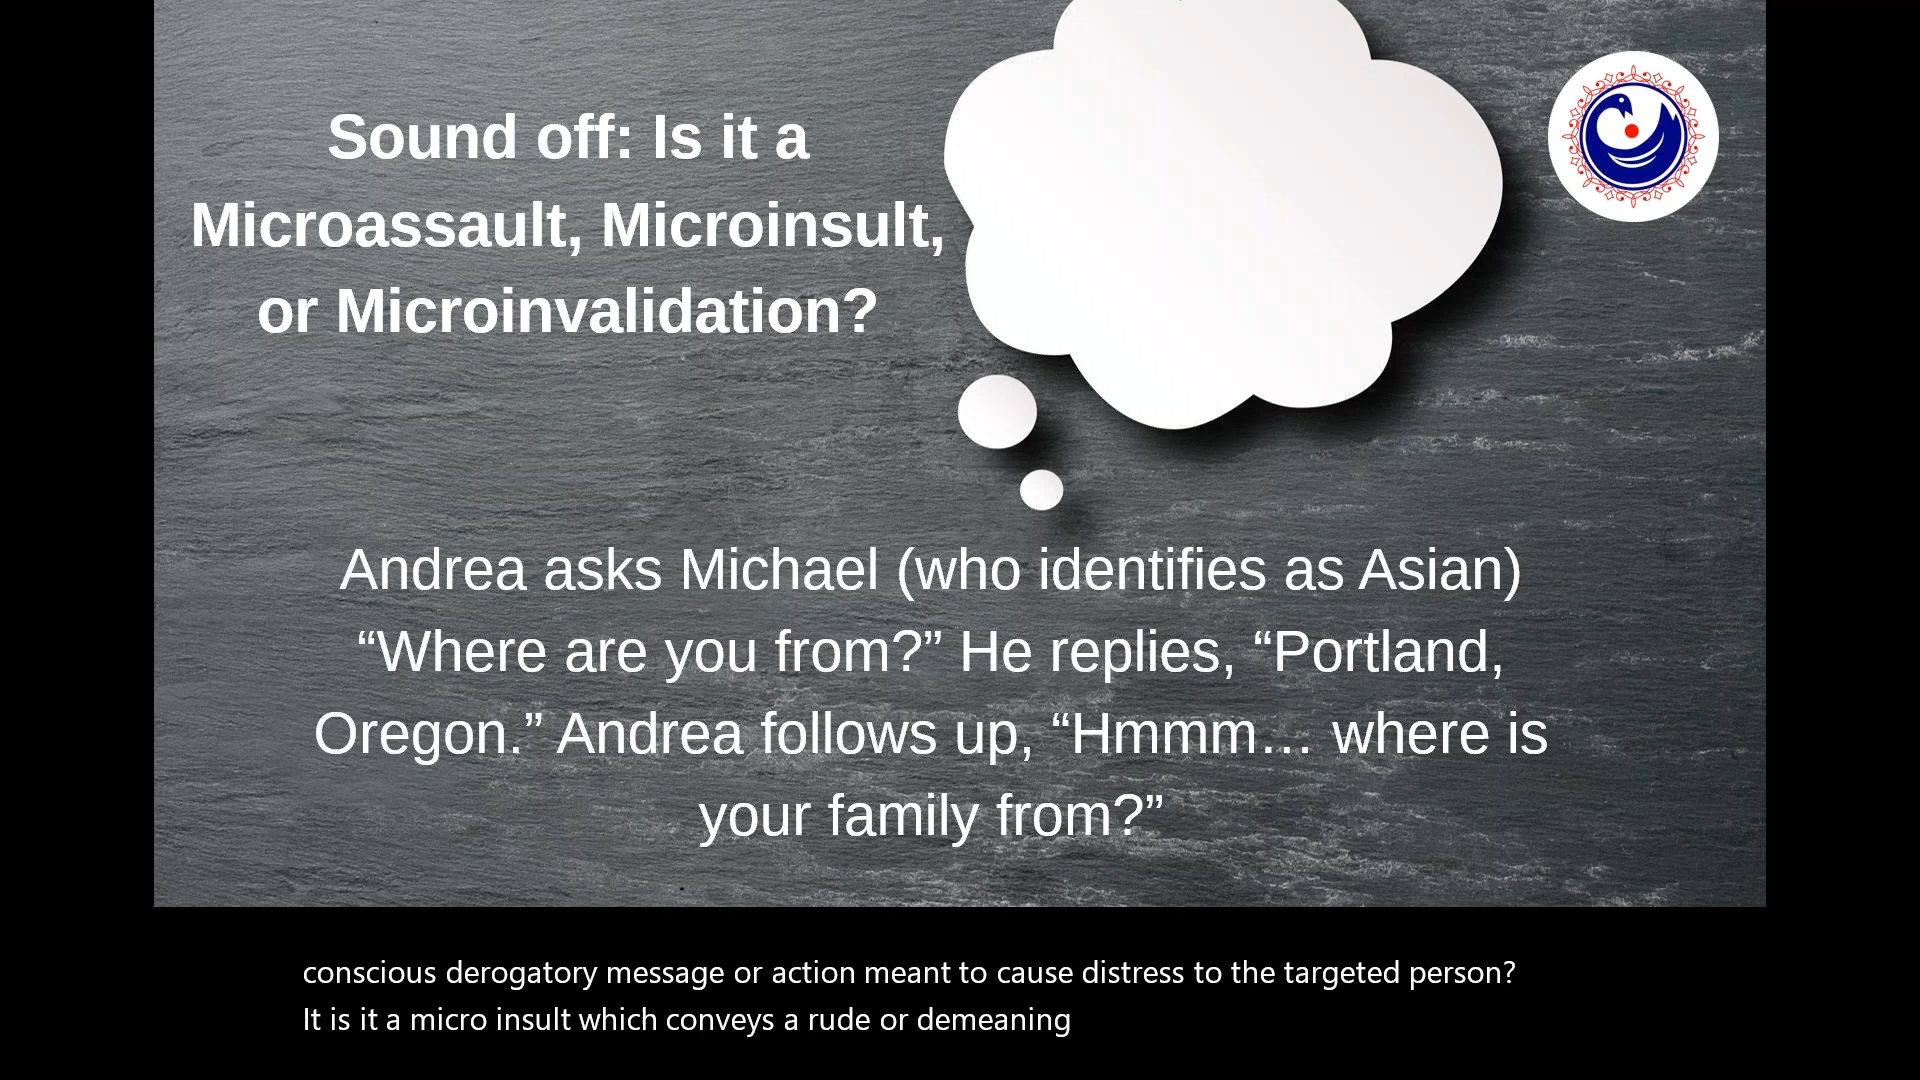 Sound off: Is it a
Microassault, Microinsult,
or Microinvalidation?
Andrea asks Michael (who identifies as Asian)
“Where are you from?” He replies, “Portland,
Oregon.” Andrea follows up, “Hmmm… where is
your family from?”
conscious derogatory message or action meant to cause distress to the targeted person?
It is it a micro insult which conveys a rude or demeaning